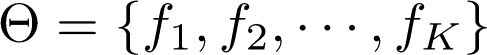 Θ = {f₁, f₂, ⋯ , f_K}